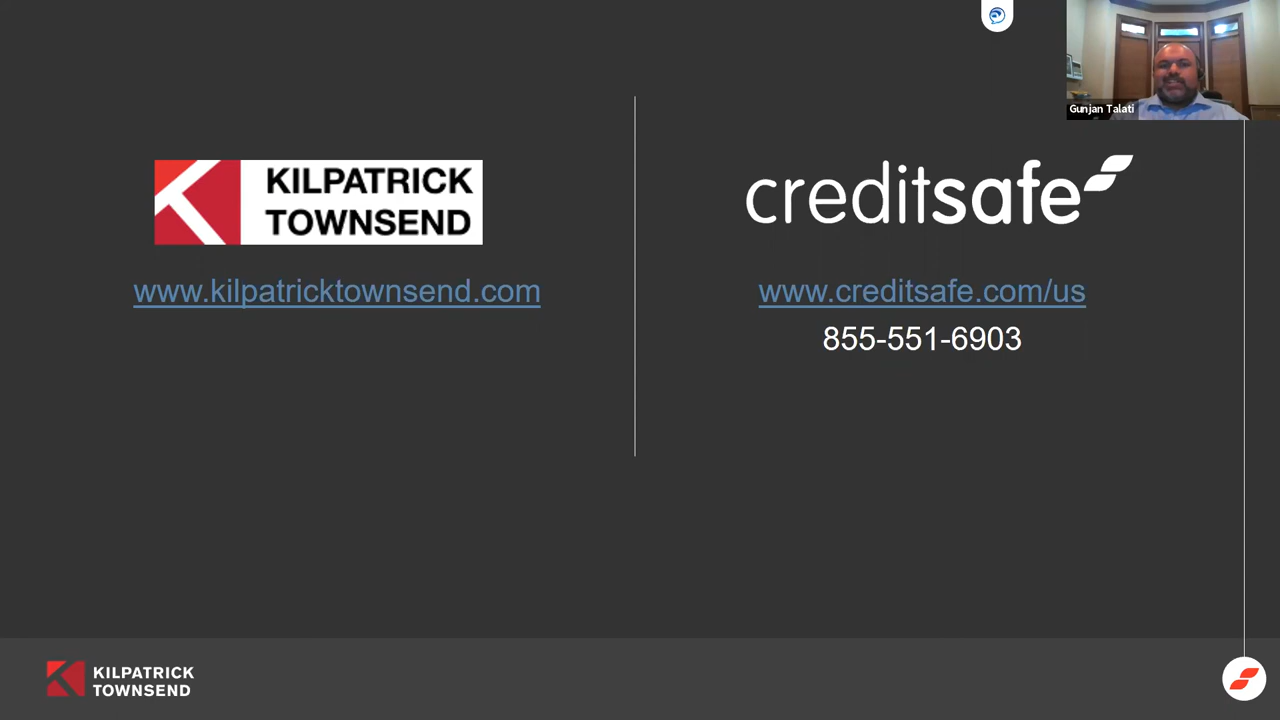 Gunjan Talati
KILPATRICK
TOWNSEND
www.kilpatricktownsend.com
creditsafe
www.creditsafe.com/us
855-551-6903
KILPATRICK
TOWNSEND